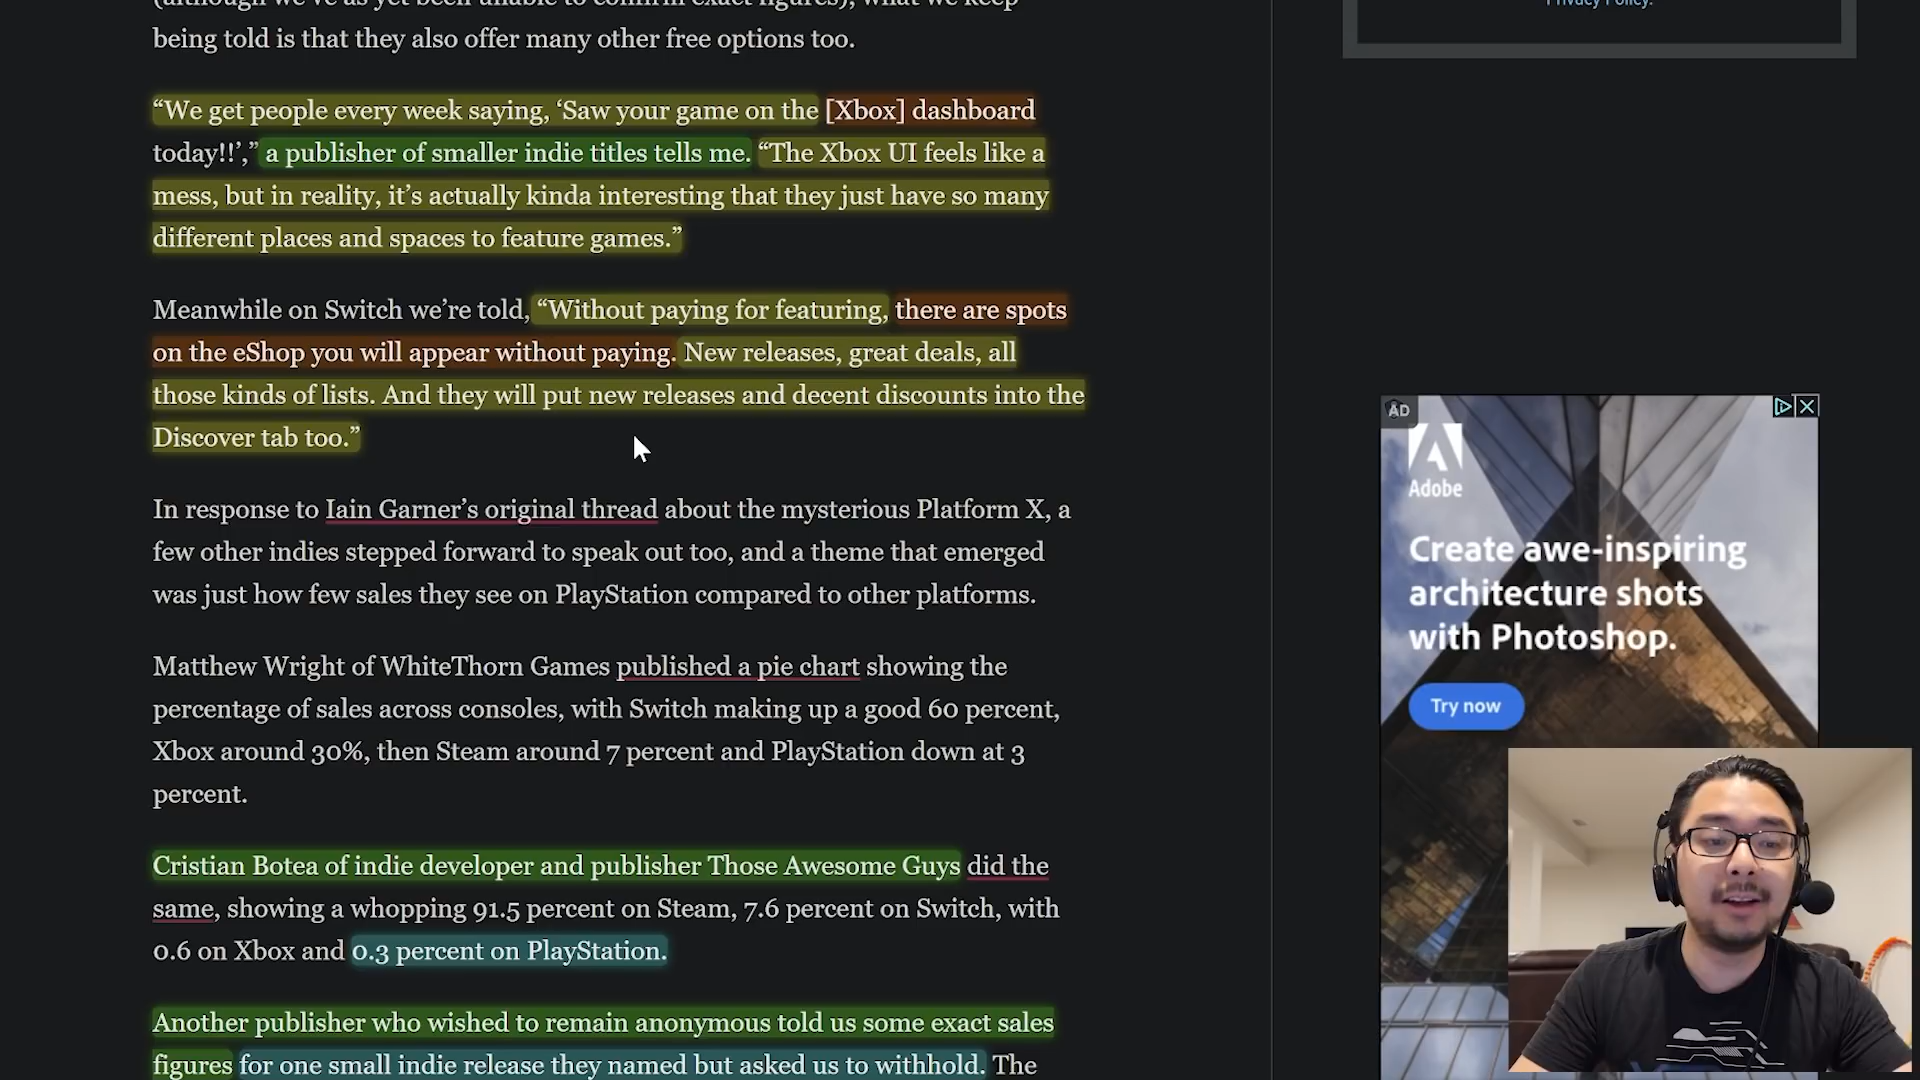 being told is that they also offer many other free options too.
“We get people every week saying, ‘Saw your game on the [Xbox] dashboard
today!!’,” a publisher of smaller indie titles tells me. “The Xbox UI feels like a
mess, but in reality, it’s actually kinda interesting that they just have so many
different places and spaces to feature games.”
Meanwhile on Switch we’re told, “Without paying for featuring, there are spots
on the eShop you will appear without paying. New releases, great deals, all
those kinds of lists. And they will put new releases and decent discounts into the
Discover tab too.”
In response to Iain Garner’s original thread about the mysterious Platform X, a
few other indies stepped forward to speak out too, and a theme that emerged
was just how few sales they see on PlayStation compared to other platforms.
Matthew Wright of WhiteThorn Games published a pie chart showing the
percentage of sales across consoles, with Switch making up a good 60 percent,
Xbox around 30%, then Steam around 7 percent and PlayStation down at 3
percent.
Cristian Botea of indie developer and publisher Those Awesome Guys did the
same, showing a whopping 91.5 percent on Steam, 7.6 percent on Switch, with
0.6 on Xbox and 0.3 percent on PlayStation.
Another publisher who wished to remain anonymous told us some exact sales
figures for one small indie release they named but asked us to withhold. The
Privacy Policy.
AD
Adobe
Create awe-inspiring
architecture shots
with Photoshop.
Try now